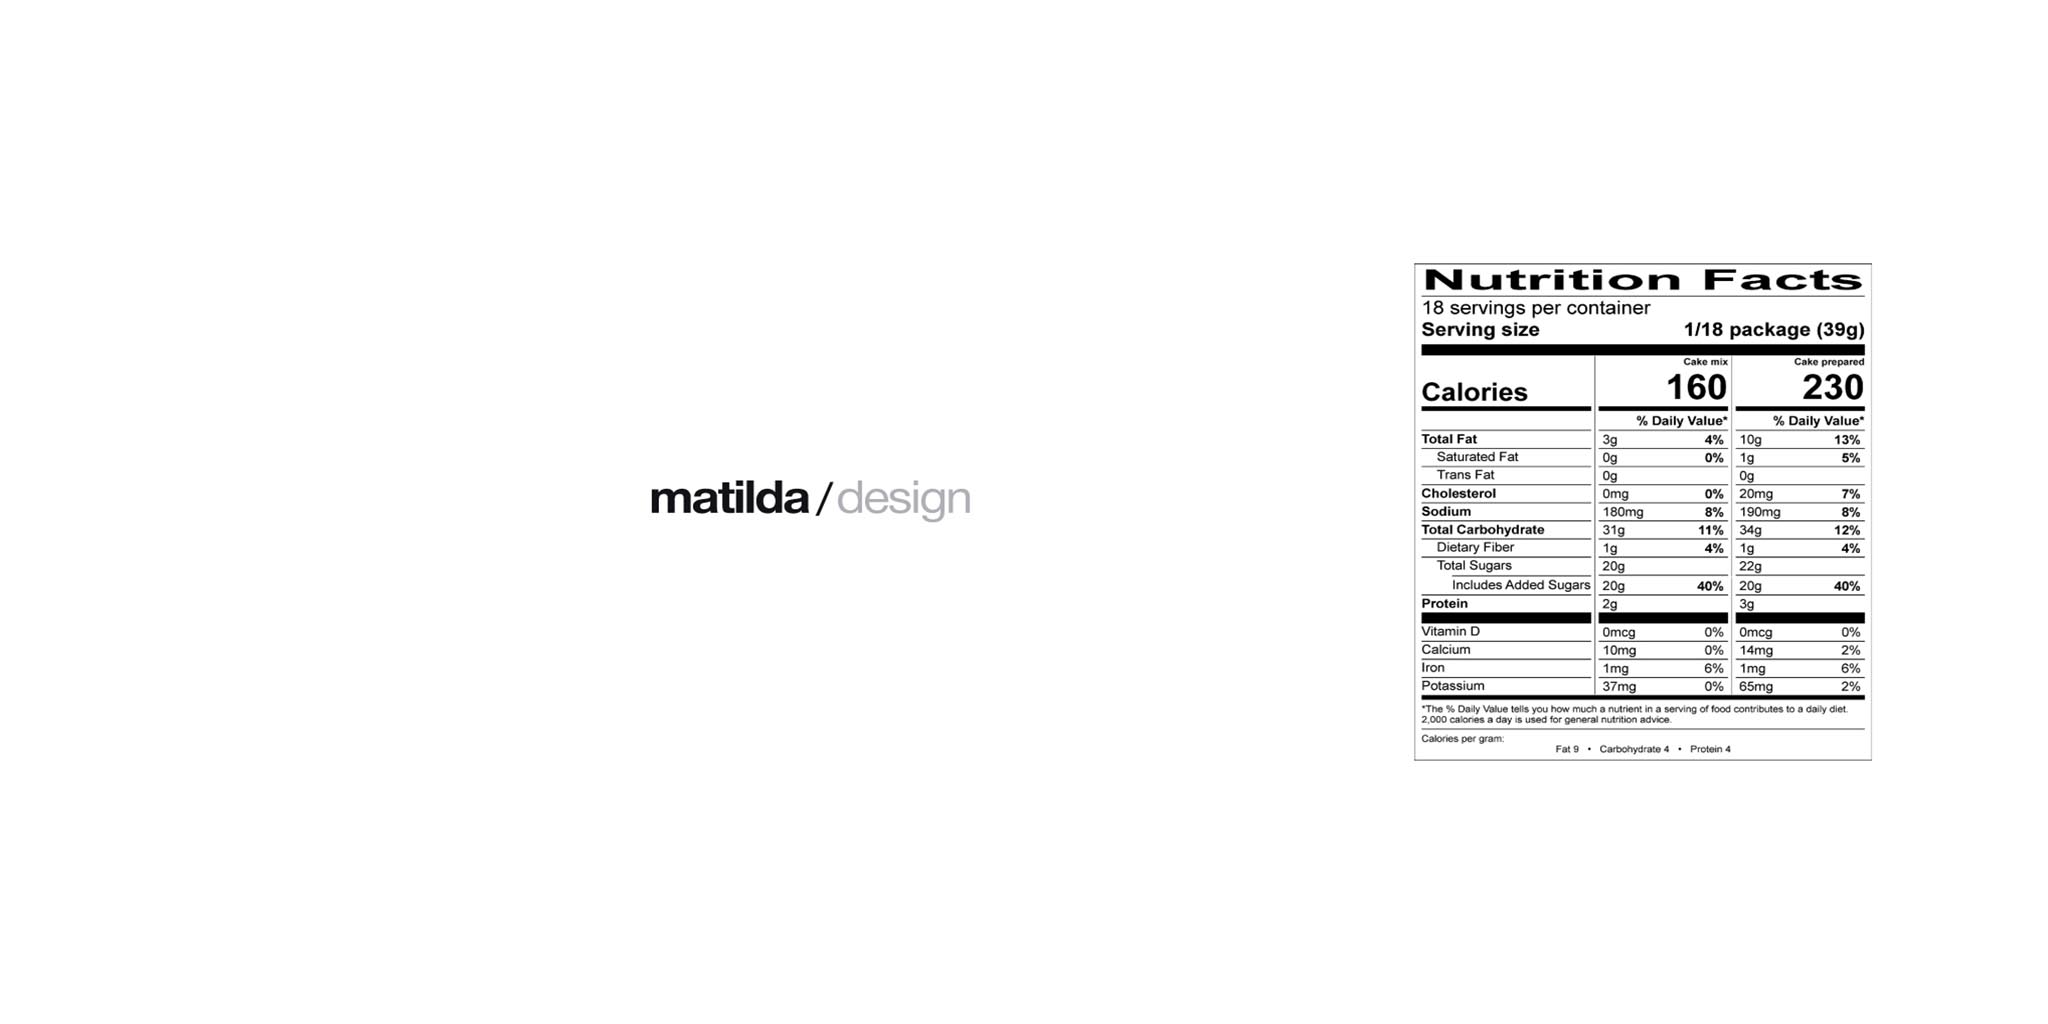 matilda/design
Nutrition Facts
18 servings per container
Serving size 1/18 package (39g)
Cake mix Cake prepared
Calories 160 230
% Daily Value* % Daily Value*
Total Fat 3g 4% 10g 13%
Saturated Fat 0g 0% 1g 5%
Trans Fat 0g 0g
Cholesterol 0mg 0% 20mg 7%
Sodium 180mg 8% 190mg 8%
Total Carbohydrate 31g 11% 34g 12%
Dietary Fiber 1g 4% 1g 4%
Total Sugars 20g 22g
Includes Added Sugars 20g 40% 20g 40%
Protein 2g 3g
Vitamin D 0mcg 0% 0mcg 0%
Calcium 10mg 0% 14mg 2%
Iron 1mg 6% 1mg 6%
Potassium 37mg 0% 65mg 2%
*The % Daily Value tells you how much a nutrient in a serving of food contributes to a daily diet.
2,000 calories a day is used for general nutrition advice.
Calories per gram:
Fat 9 • Carbohydrate 4 • Protein 4